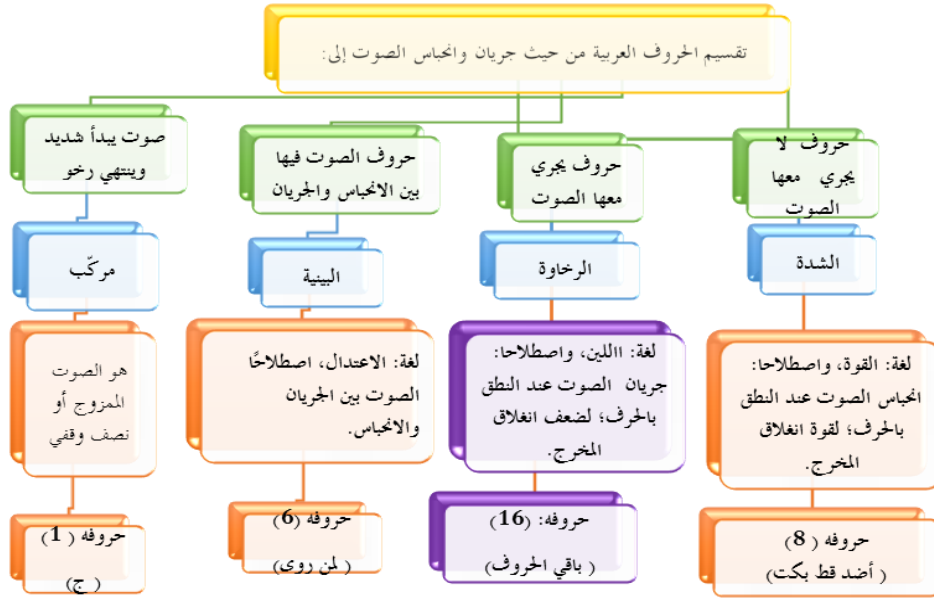 تقسيم الحروف العربية من حيث جريان وانحباس الصوت إلى:
حروف لا
يجري معها
الصوت
حروف يجري
معها الصوت
حروف الصوت فيها
بين الانحباس والجريان
صوت يبدأ شديد
وينتهي رخو
الشدة
الرخاوة
البينية
مركّب
لغة: القوة، واصطلاحا:
انحباس الصوت عند النطق
بالحرف؛ لقوة انغلاق
المخرج.
لغة: االلين، واصطلاحا:
جريان الصوت عند النطق
بالحرف؛ لضعف انغلاق
المخرج.
لغة: الاعتدال، اصطلاحًا
الصوت بين الجريان
والانحباس.
هو الصوت
الممزوج أو
نصف وقفي
حروفه ( 8)
( أضد قط بكت)
حروفه: (16)
( باقي الحروف)
حروفه (6)
( لمن روى)
حروفه ( 1)
(ج)